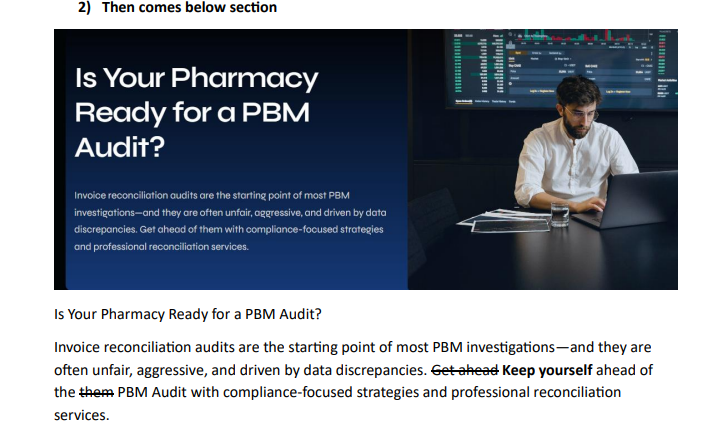 2) Then comes below section
Is Your Pharmacy
Ready for a PBM
Audit?
Invoice reconciliation audits are the starting point of most PBM
investigations—and they are often unfair, aggressive, and driven by data
discrepancies. Get ahead of them with compliance-focused strategies
and professional reconciliation services.
Is Your Pharmacy Ready for a PBM Audit?
Invoice reconciliation audits are the starting point of most PBM investigations—and they are
often unfair, aggressive, and driven by data discrepancies. Get ahead Keep yourself ahead of
the them PBM Audit with compliance-focused strategies and professional reconciliation
services.